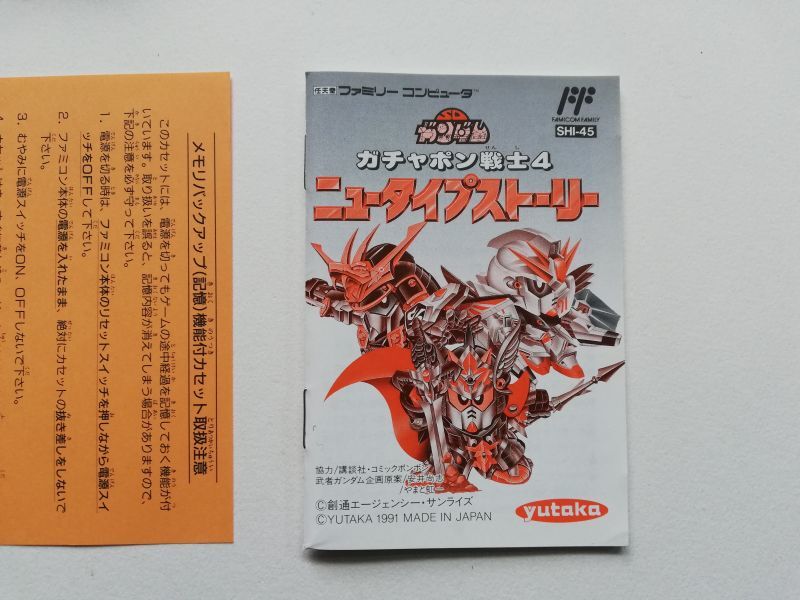 メモリバックアップ(記憶)機能付カセット取扱注意
このカセットには、電源を切ってもゲームの途中経過を記憶しておく機能が付
いています。取り扱いを誤ると、記憶内容が消えてしまう場合がありますので、
下記の注意を必ず守って下さい。
1. 電源を切る時は、ファミコン本体のリセットスイッチを押しながら電源スイ
ッチをOFFして下さい。
2. ファミコン本体の電源を入れたまま、絶対にカセットの抜き差しをしないで
下さい。
3. むやみに電源スイッチをON、OFFしないで下さい。
任天堂 ファミリー コンピュータ™
FAMICOM FAMILY
SHI-45
SD
ガンダム
ガチャポン戦士4
せんし
ニュータイプストーリー
協力/講談社・コミックボンボン
武者ガンダム企画原案/安井尚志
/やまと虹一
©創通エージェンシー・サンライズ
©YUTAKA 1991 MADE IN JAPAN
yutaka